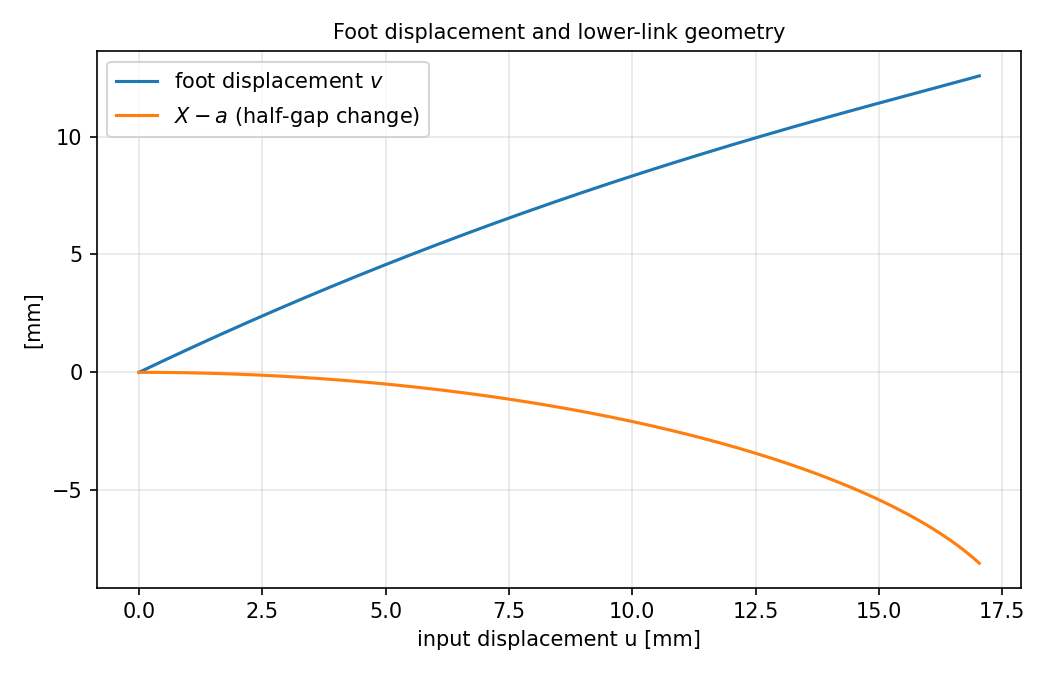 Foot displacement and lower-link geometry
foot displacement v
X − a (half-gap change)
[mm]
10
5
0
−5
0.0 2.5 5.0 7.5 10.0 12.5 15.0 17.5
input displacement u [mm]